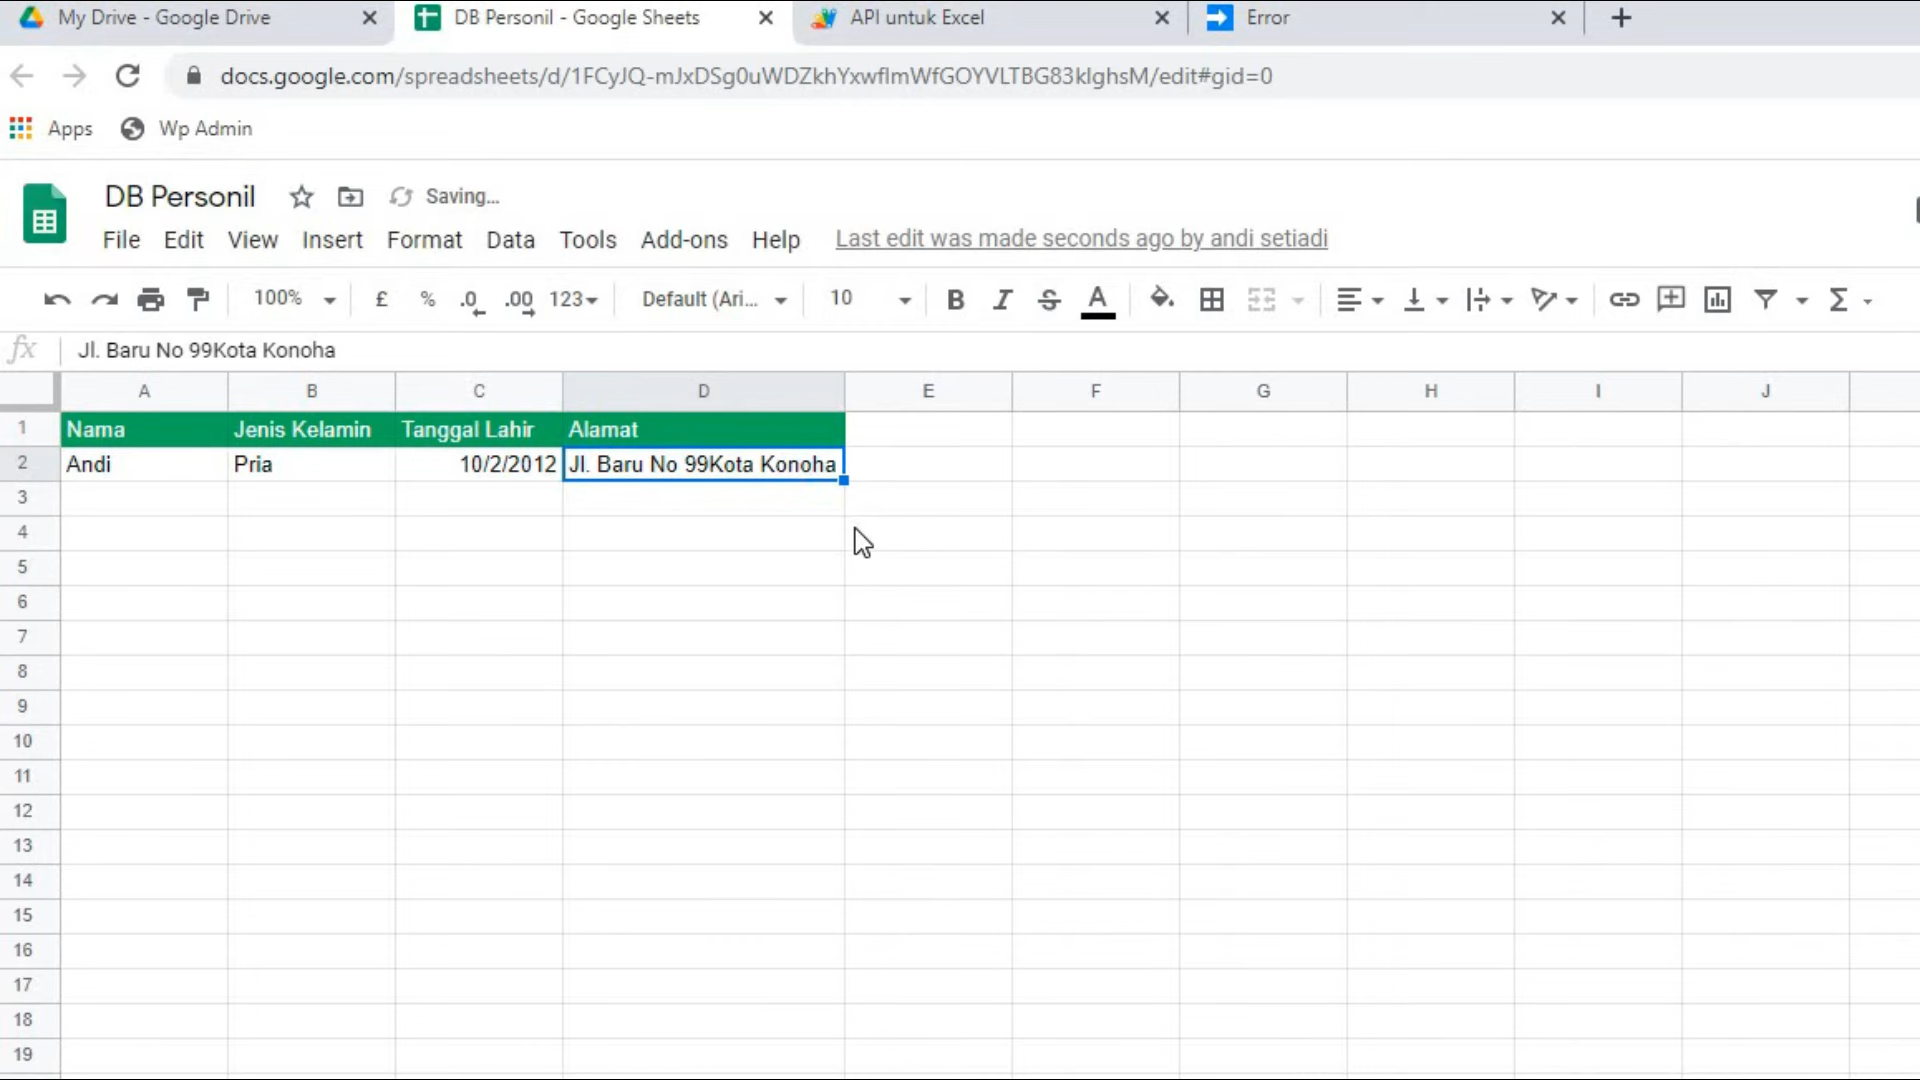 My Drive - Google Drive
DB Personil - Google Sheets
API untuk Excel
Error
docs.google.com/spreadsheets/d/1FCyJQ-mJxDSg0uWDZkhYxwflmWfGOYVLTBG83klghsM/edit#gid=0
Apps
Wp Admin
DB Personil
Saving...
File Edit View Insert Format Data Tools Add-ons Help Last edit was made seconds ago by andi setiadi
100% £ % .0 .00 123 Default (Ari... 10 B I S A Σ
fx Jl. Baru No 99Kota Konoha
A B C D E F G H I J
1 Nama Jenis Kelamin Tanggal Lahir Alamat
2 Andi Pria 10/2/2012 Jl. Baru No 99Kota Konoha
3
4
5
6
7
8
9
10
11
12
13
14
15
16
17
18
19